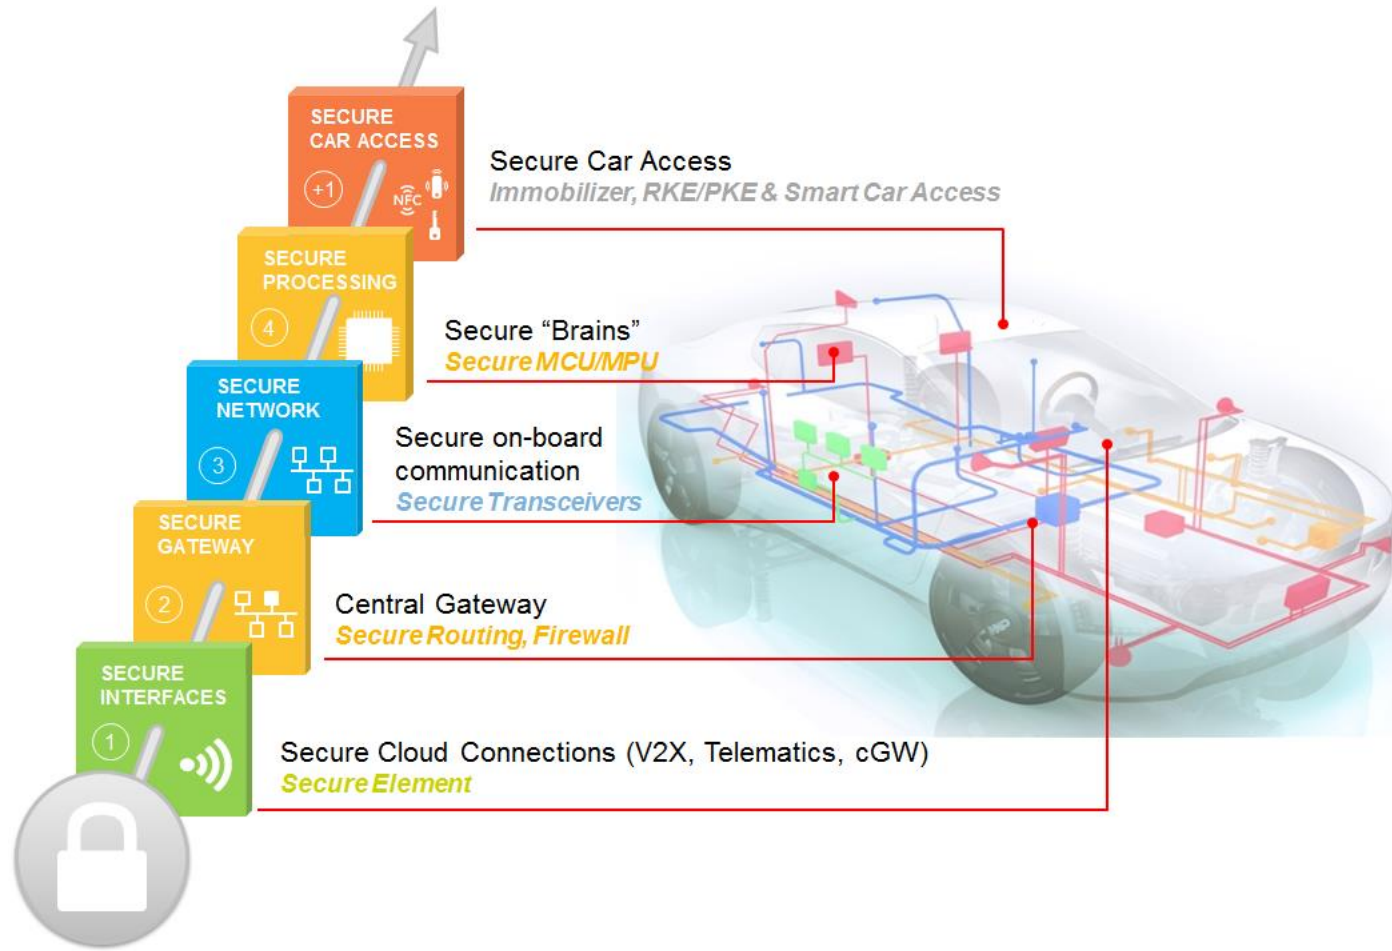 SECURE
CAR ACCESS
+1
NFC
Secure Car Access
Immobilizer, RKE/PKE & Smart Car Access
SECURE
PROCESSING
4
Secure “Brains”
Secure MCU/MPU
SECURE
NETWORK
3
Secure on-board
communication
Secure Transceivers
SECURE
GATEWAY
2
Central Gateway
Secure Routing, Firewall
SECURE
INTERFACES
1
Secure Cloud Connections (V2X, Telematics, cGW)
Secure Element